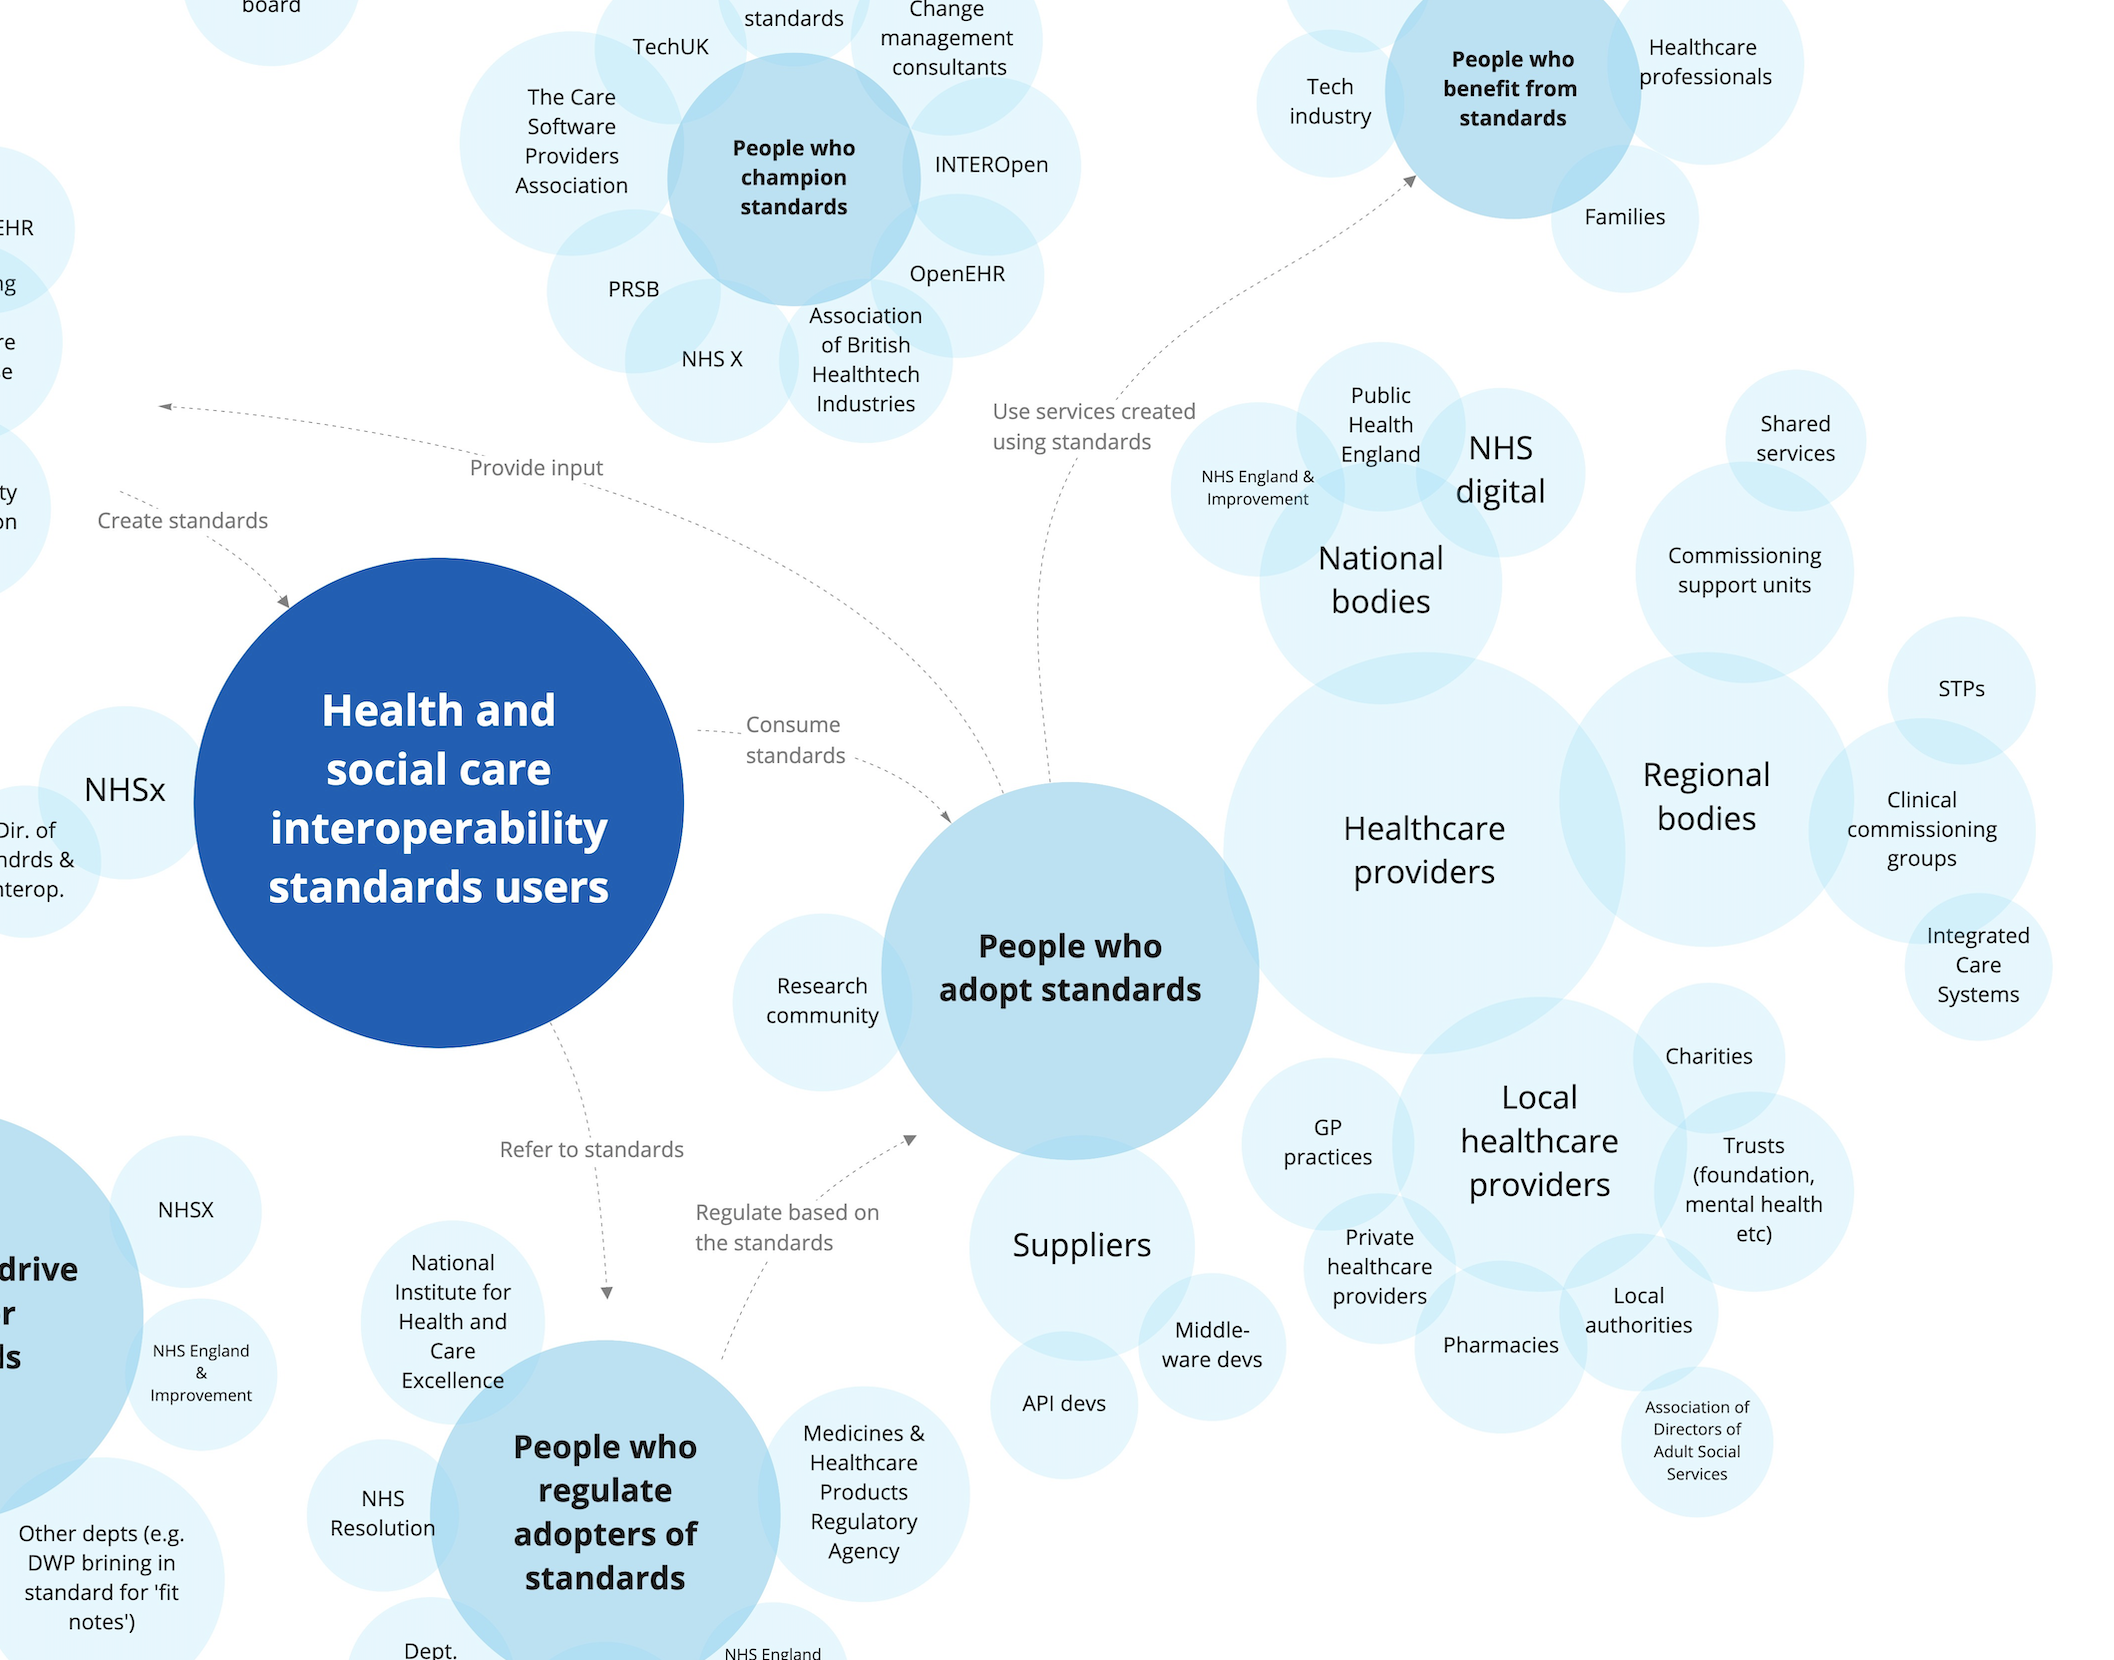 board
standards
Change
management
consultants
TechUK
The Care
Software
Providers
Association
People who
champion
standards
INTEROpen
OpenEHR
PRSB
NHS X
Association
of British
Healthtech
Industries
People who
benefit from
standards
Healthcare
professionals
Tech
industry
Families
EHR
Provide input
Create standards
Use services created
using standards
Public
Health
England
NHS England &
Improvement
NHS
digital
National
bodies
Shared
services
Commissioning
support units
STPs
Health and
social care
interoperability
standards users
NHSx
Dir. of
Consume
standards
Healthcare
providers
Regional
bodies
Clinical
commissioning
groups
Integrated
Care
Systems
People who
adopt standards
Research
community
Charities
Local
healthcare
providers
GP
practices
Trusts
(foundation,
mental health
etc)
Private
healthcare
providers
Pharmacies
Local
authorities
Association of
Directors of
Adult Social
Services
Refer to standards
Regulate based on
the standards
Suppliers
Middle-
ware devs
API devs
NHSX
drive
NHS England
&
Improvement
National
Institute for
Health and
Care
Excellence
People who
regulate
adopters of
standards
NHS
Resolution
Medicines &
Healthcare
Products
Regulatory
Agency
Other depts (e.g.
DWP brining in
standard for 'fit
notes')
Dept.
NHS England